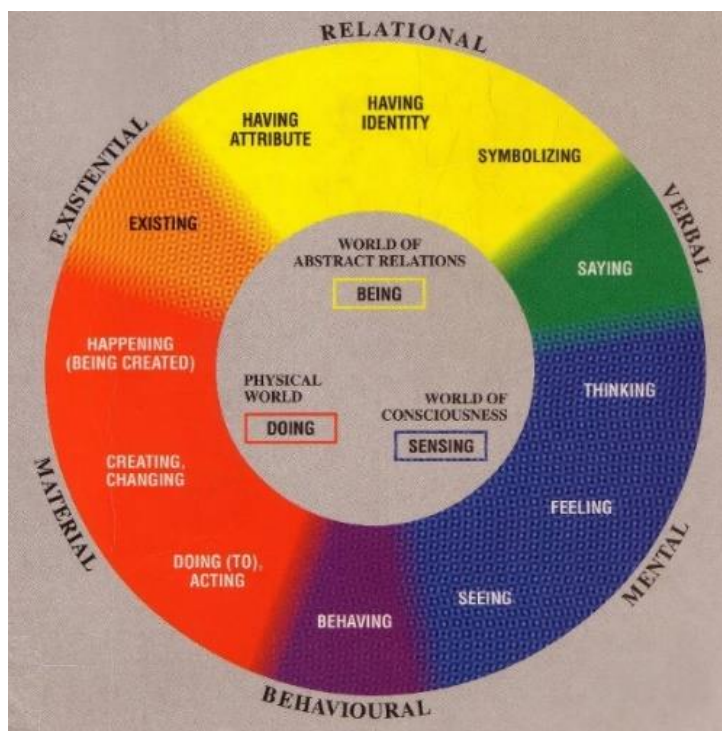 RELATIONAL
HAVING
ATTRIBUTE
HAVING
IDENTITY
SYMBOLIZING
EXISTENTIAL
EXISTING
VERBAL
SAYING
WORLD OF
ABSTRACT RELATIONS
BEING
HAPPENING
(BEING CREATED)
PHYSICAL
WORLD
DOING
WORLD OF
CONSCIOUSNESS
SENSING
THINKING
CREATING,
CHANGING
FEELING
MATERIAL
MENTAL
DOING (TO),
ACTING
SEEING
BEHAVING
BEHAVIOURAL